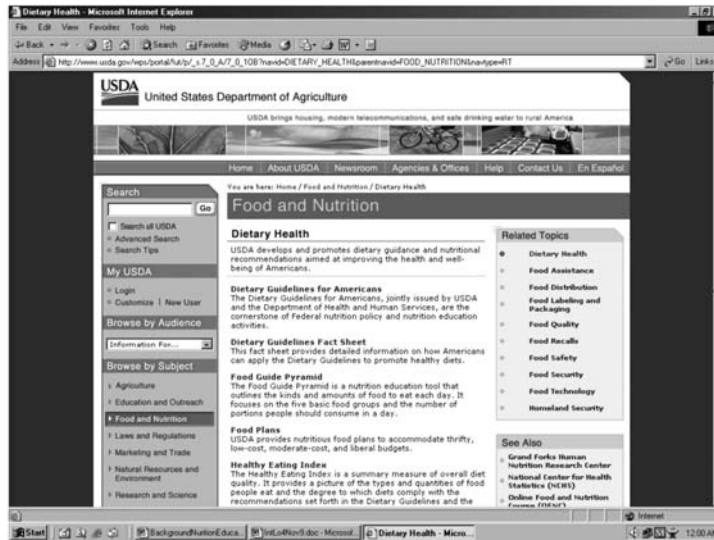 Dietary Health - Microsoft Internet Explorer
File Edit View Favorites Tools Help
Back Search Favorites Media
Address http://www.usda.gov/wps/portal/!ut/p/_s.7_0_A/7_0_1OB?navid=DIETARY_HEALTH&parentnavid=FOOD_NUTRITION&navtype=RT Go Links
USDA
United States Department of Agriculture
USDA brings housing, modern telecommunications, and safe drinking water to rural America
Home About USDA Newsroom Agencies & Offices Help Contact Us En Español
Search
Go
Search all USDA
Advanced Search
Search Tips
My USDA
Login
Customize | New User
Browse by Audience
Information For...
Browse by Subject
Agriculture
Education and Outreach
Food and Nutrition
Laws and Regulations
Marketing and Trade
Natural Resources and
Environment
Research and Science
You are here: Home / Food and Nutrition / Dietary Health
Food and Nutrition
Dietary Health
USDA develops and promotes dietary guidance and nutritional
recommendations aimed at improving the health and well-
being of Americans.
Dietary Guidelines for Americans
The Dietary Guidelines for Americans, jointly issued by USDA
and the Department of Health and Human Services, are the
cornerstone of Federal nutrition policy and nutrition education
activities.
Dietary Guidelines Fact Sheet
This fact sheet provides detailed information on how Americans
can apply the Dietary Guidelines to promote healthy diets.
Food Guide Pyramid
The Food Guide Pyramid is a nutrition education tool that
outlines the kinds and amounts of food to eat each day. It
focuses on the five basic food groups and the number of
portions people should consume in a day.
Food Plans
USDA provides nutritious food plans to accommodate thrifty,
low-cost, moderate-cost, and liberal budgets.
Healthy Eating Index
The Healthy Eating Index is a summary measure of overall diet
quality. It provides a picture of the types and quantities of food
people eat and the degree to which diets comply with the
recommendations set forth in the Dietary Guidelines and the
Related Topics
Dietary Health
Food Assistance
Food Distribution
Food Labeling and
Packaging
Food Quality
Food Recalls
Food Safety
Food Security
Food Technology
Homeland Security
See Also
Grand Forks Human
Nutrition Research Center
National Center for Health
Statistics (NCHS)
Online Food and Nutrition
Internet
Start BackgroundNurtionEduca... IntLo4Nov9.doc - Microsof... Dietary Health - Micro... 12:00 AM